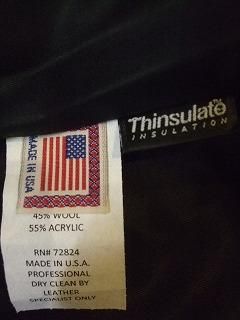 Thinsulate™
INSULATION
MADE IN USA
45% WOOL
55% ACRYLIC
RN# 72824
MADE IN U.S.A.
PROFESSIONAL
DRY CLEAN BY
LEATHER
SPECIALIST ONLY